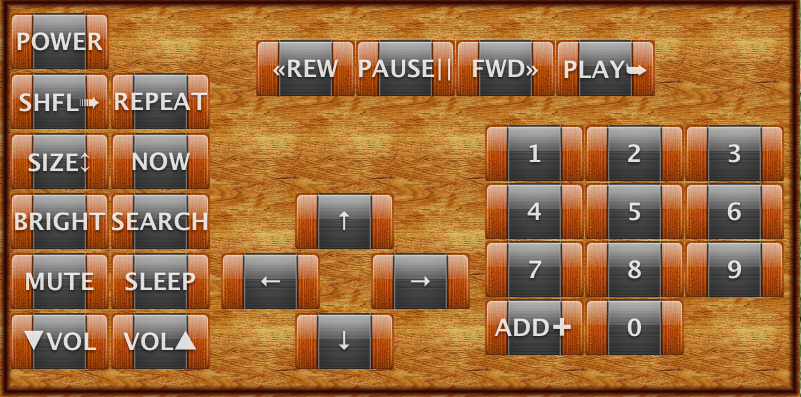 POWER
«REW PAUSE|| FWD» PLAY➥
SHFL➠ REPEAT
1 2 3
SIZE↕ NOW
4 5 6
BRIGHT SEARCH ↑
7 8 9
MUTE SLEEP ← →
ADD✚ 0
▼VOL VOL▲ ↓